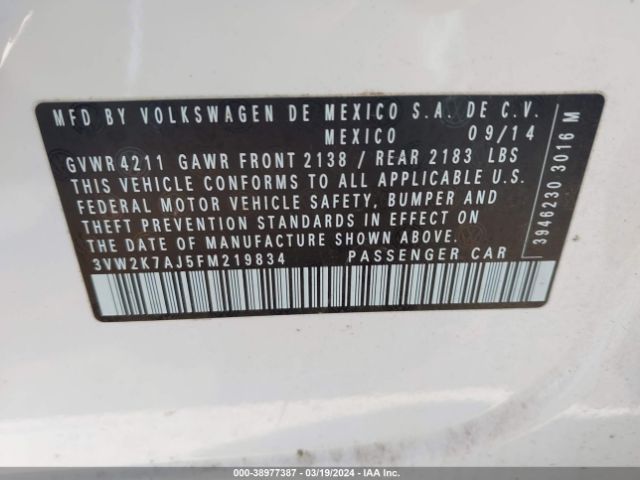 MFD BY VOLKSWAGEN DE MEXICO S.A. DE C.V.
MEXICO 09/14
GVWR 4211 GAWR FRONT 2138 / REAR 2183 LBS
THIS VEHICLE CONFORMS TO ALL APPLICABLE U.S.
FEDERAL MOTOR VEHICLE SAFETY, BUMPER AND
THEFT PREVENTION STANDARDS IN EFFECT ON
THE DATE OF MANUFACTURE SHOWN ABOVE.
3VW2K7AJ5FM219834 PASSENGER CAR
3946230 3016 M
000-38977387 - 03/19/2024 - IAA Inc.